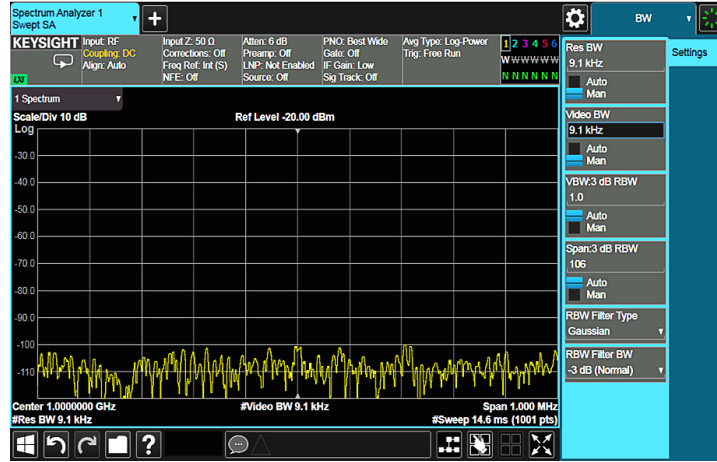 Spectrum Analyzer 1
Swept SA
+
BW
KEYSIGHT
Input: RF
Coupling: DC
Align: Auto
LXI
Input Z: 50 Ω
Corrections: Off
Freq Ref: Int (S)
NFE: Off
Atten: 6 dB
Preamp: Off
LNP: Not Enabled
Source: Off
PNO: Best Wide
Gate: Off
IF Gain: Low
Sig Track: Off
Avg Type: Log-Power
Trig: Free Run
1 2 3 4 5 6
W W W W W W
N N N N N N
1 Spectrum
Scale/Div 10 dB
Ref Level -20.00 dBm
Log
-30.0
-40.0
-50.0
-60.0
-70.0
-80.0
-90.0
-100
-110
Center 1.0000000 GHz
#Video BW 9.1 kHz
Span 1.000 MHz
#Res BW 9.1 kHz
#Sweep 14.6 ms (1001 pts)
?
Res BW
9.1 kHz
Auto
Man
Video BW
9.1 kHz
Auto
Man
VBW:3 dB RBW
1.0
Auto
Man
Span:3 dB RBW
106
Auto
Man
RBW Filter Type
Gaussian
RBW Filter BW
-3 dB (Normal)
Settings